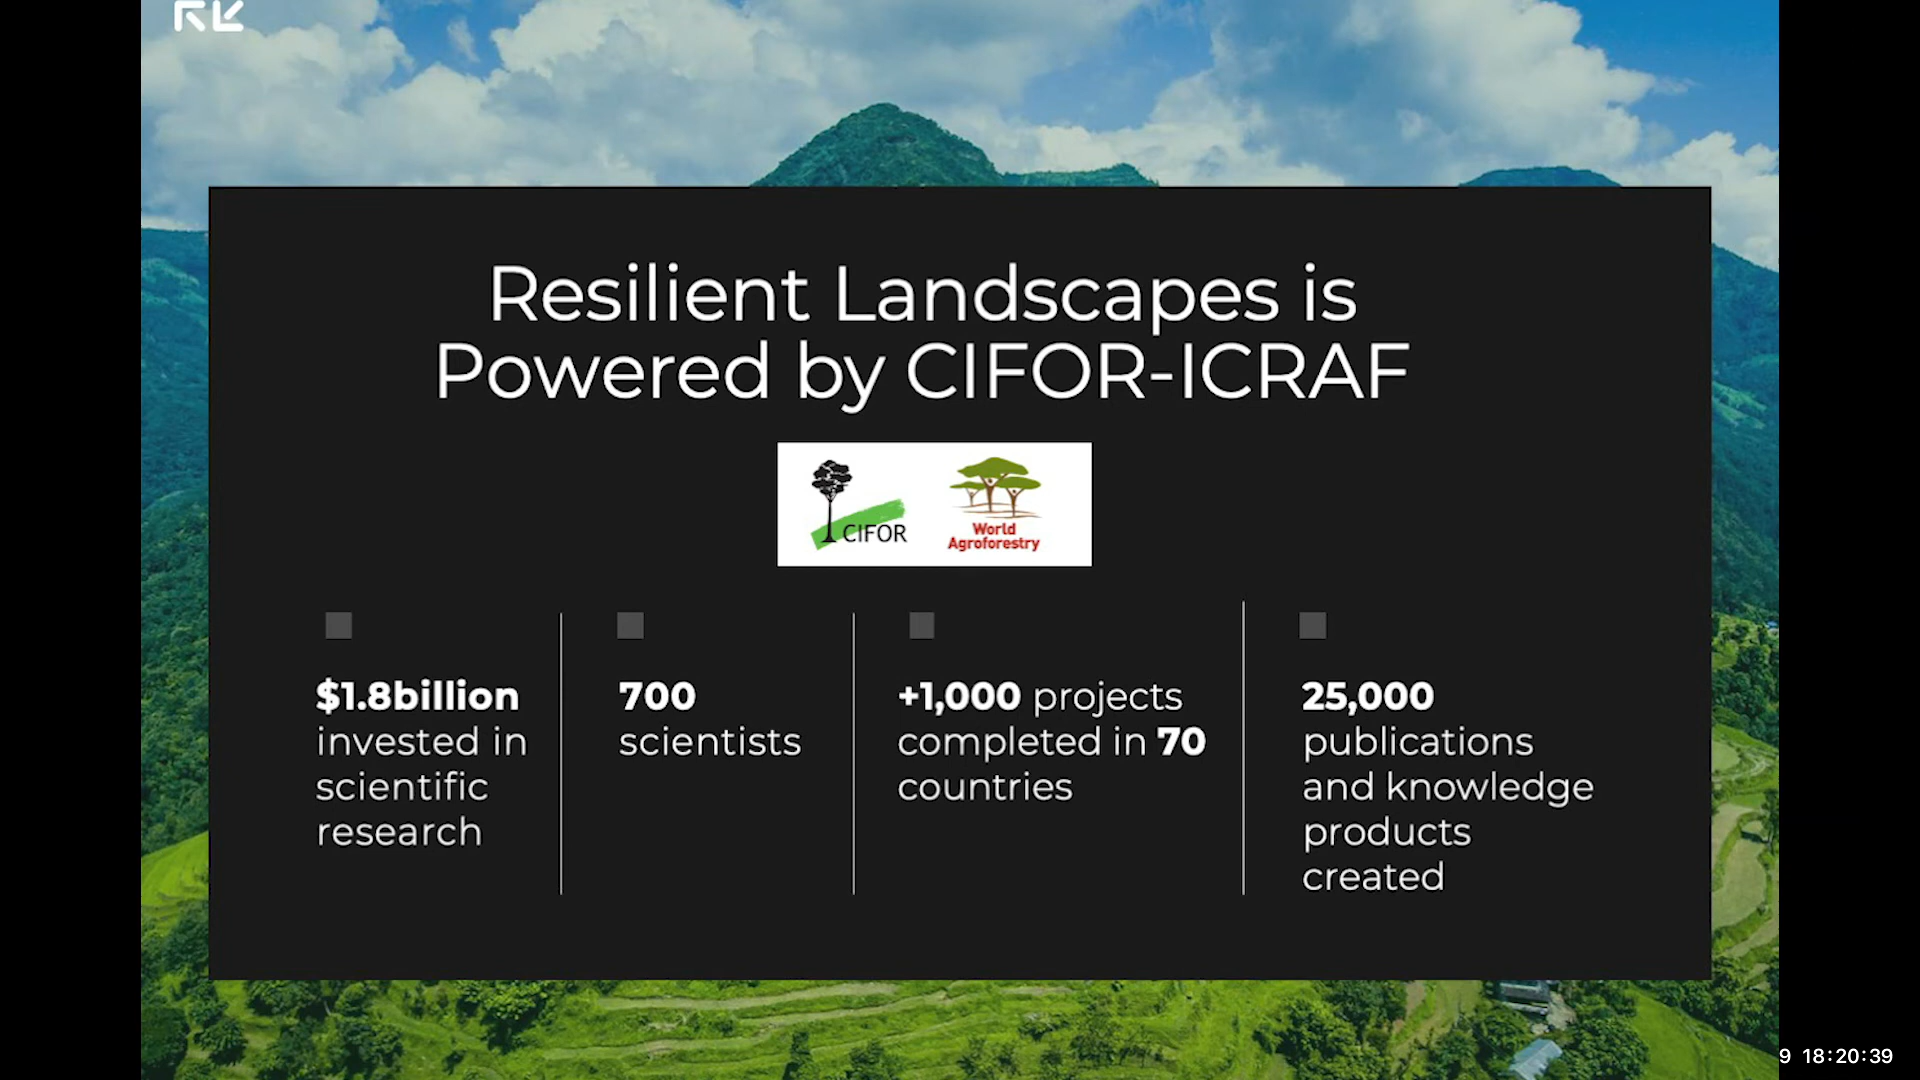 Resilient Landscapes is
Powered by CIFOR-ICRAF
CIFOR
World
Agroforestry
$1.8billion
invested in
scientific
research
700
scientists
+1,000 projects
completed in 70
countries
25,000
publications
and knowledge
products
created
9 18:20:39